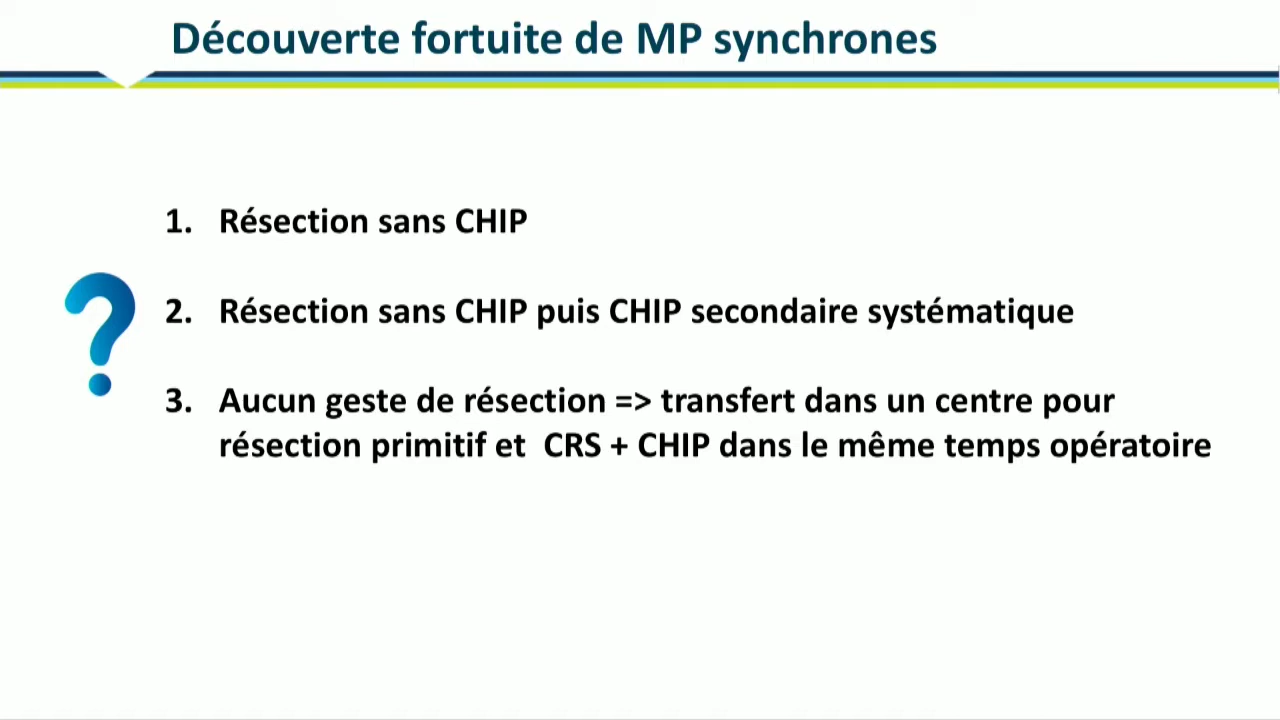 Découverte fortuite de MP synchrones
1. Résection sans CHIP
2. Résection sans CHIP puis CHIP secondaire systématique
3. Aucun geste de résection => transfert dans un centre pour
résection primitif et CRS + CHIP dans le même temps opératoire
?